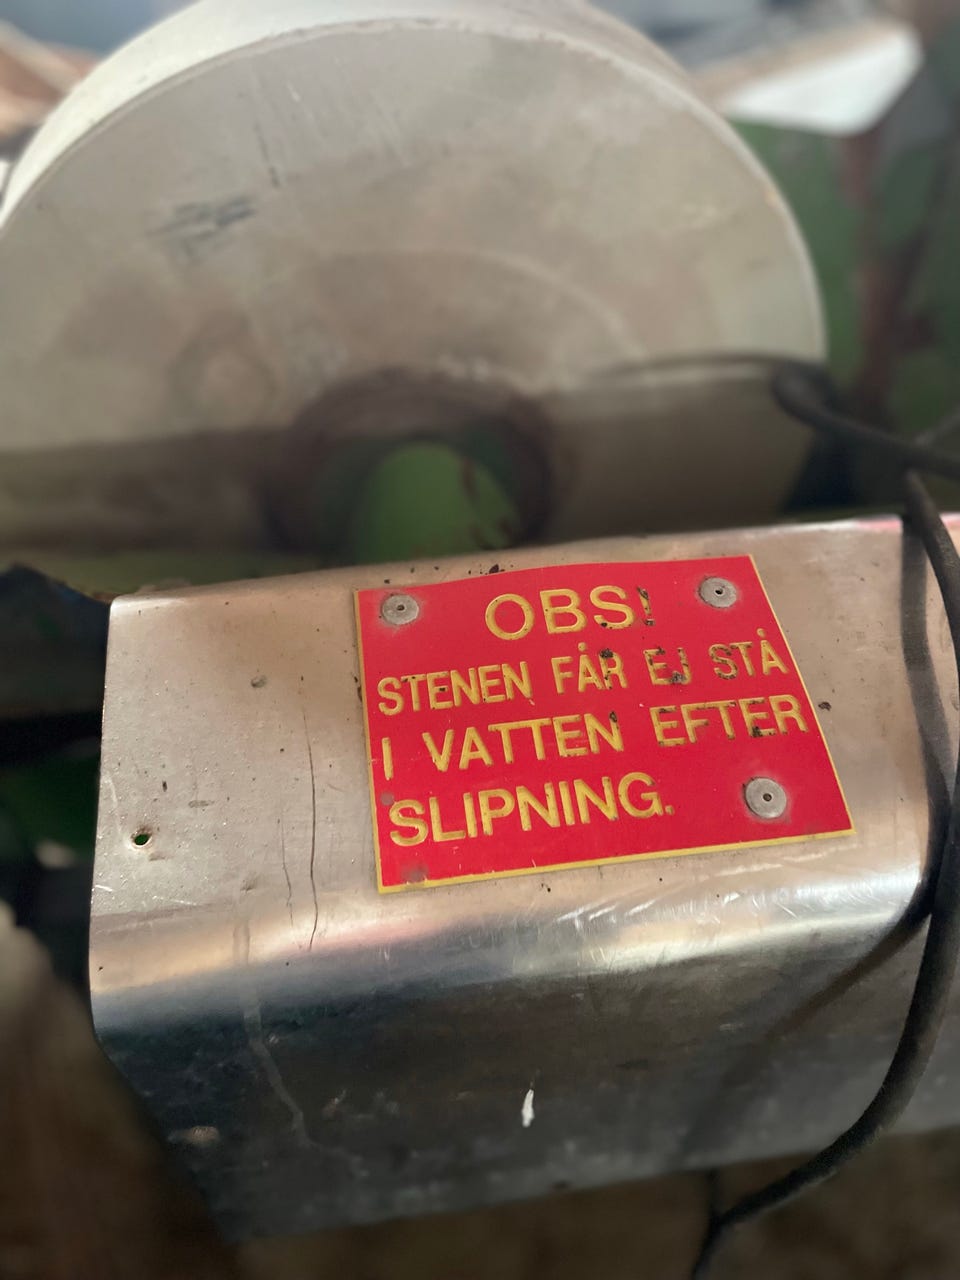 OBS!
STENEN FÅR EJ STÅ
I VATTEN EFTER
SLIPNING.